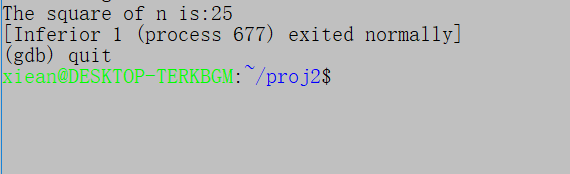 The square of n is:25
[Inferior 1 (process 677) exited normally]
(gdb) quit
xiean@DESKTOP-TERKBGM:~/proj2$